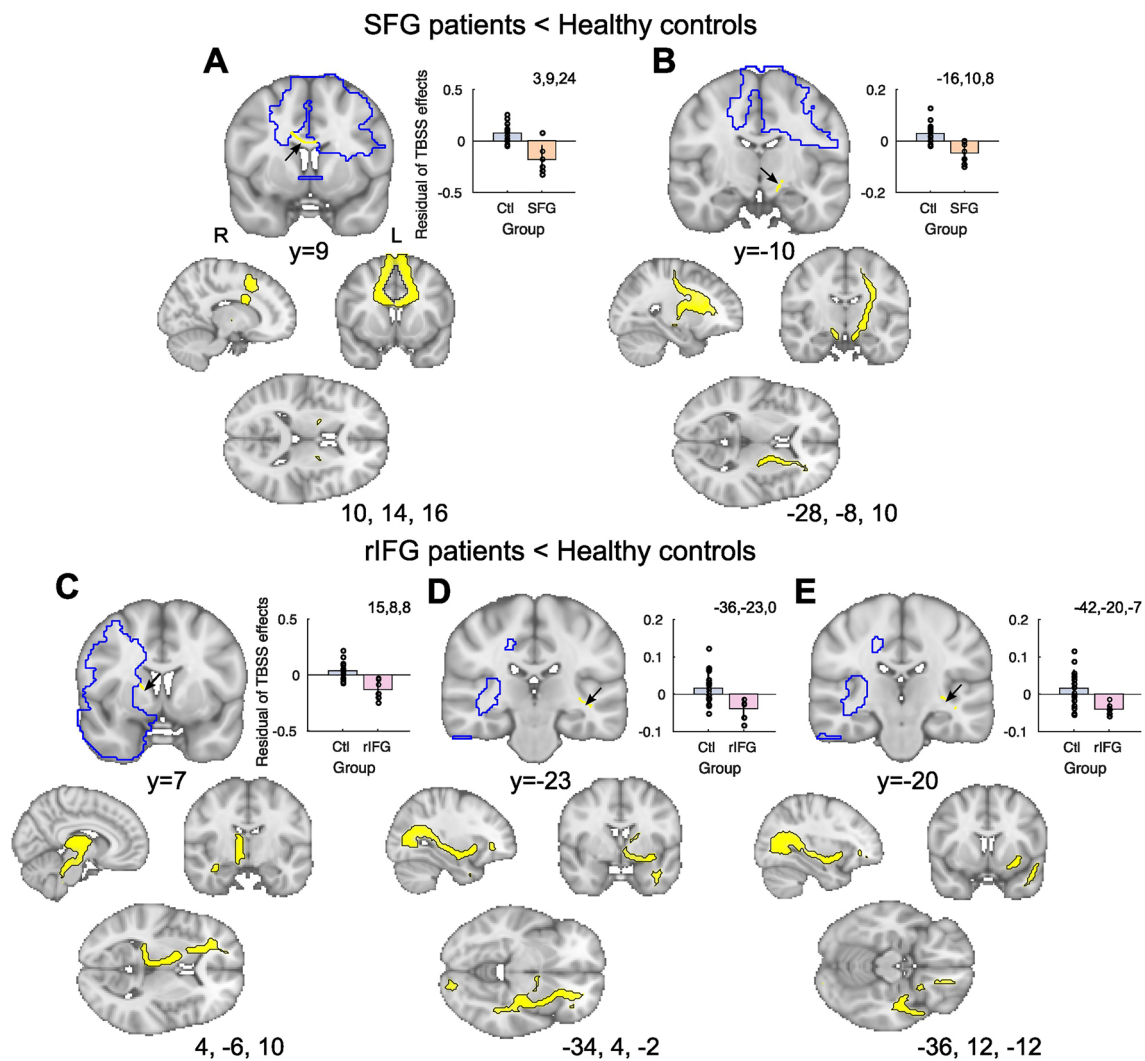 SFG patients < Healthy controls
A
3,9,24
Residual of TBSS effects
0.5
0
-0.5
Ctl SFG
Group
R L
y=9
10, 14, 16
B
-16,10,8
0.2
0
-0.2
Ctl SFG
Group
y=-10
-28, -8, 10
rIFG patients < Healthy controls
C
15,8,8
Residual of TBSS effects
0.5
0
-0.5
Ctl rIFG
Group
y=7
4, -6, 10
D
-36,-23,0
0.2
0.1
0
-0.1
Ctl rIFG
Group
y=-23
-34, 4, -2
E
-42,-20,-7
0.2
0.1
0
-0.1
Ctl rIFG
Group
y=-20
-36, 12, -12